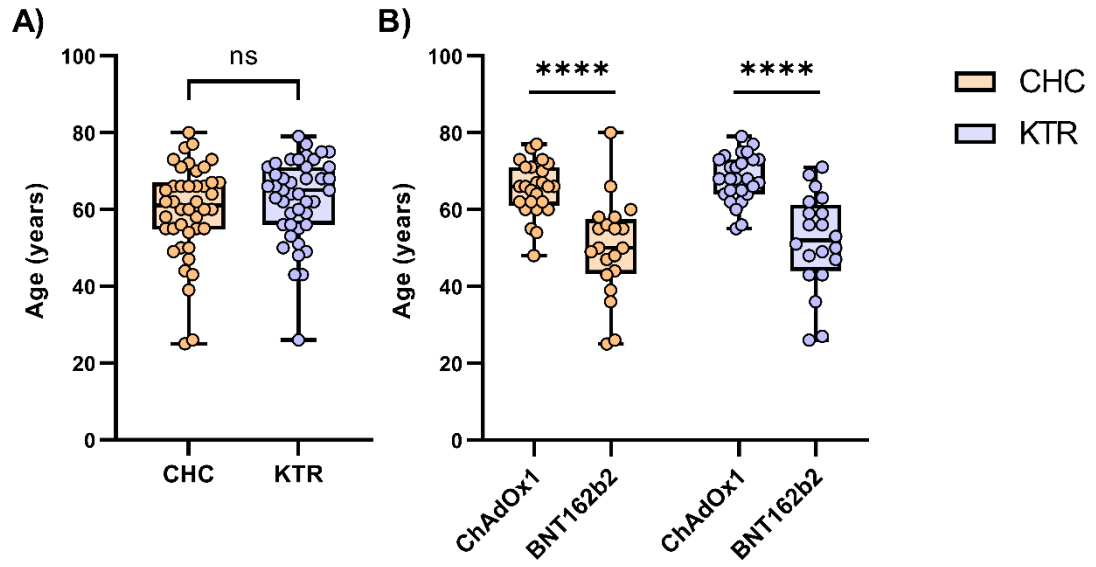 A)
Age (years)
100
80
60
40
20
0
ns
CHC
KTR
B)
Age (years)
100
80
60
40
20
0
****
****
ChAdOx1
BNT162b2
ChAdOx1
BNT162b2
CHC
KTR